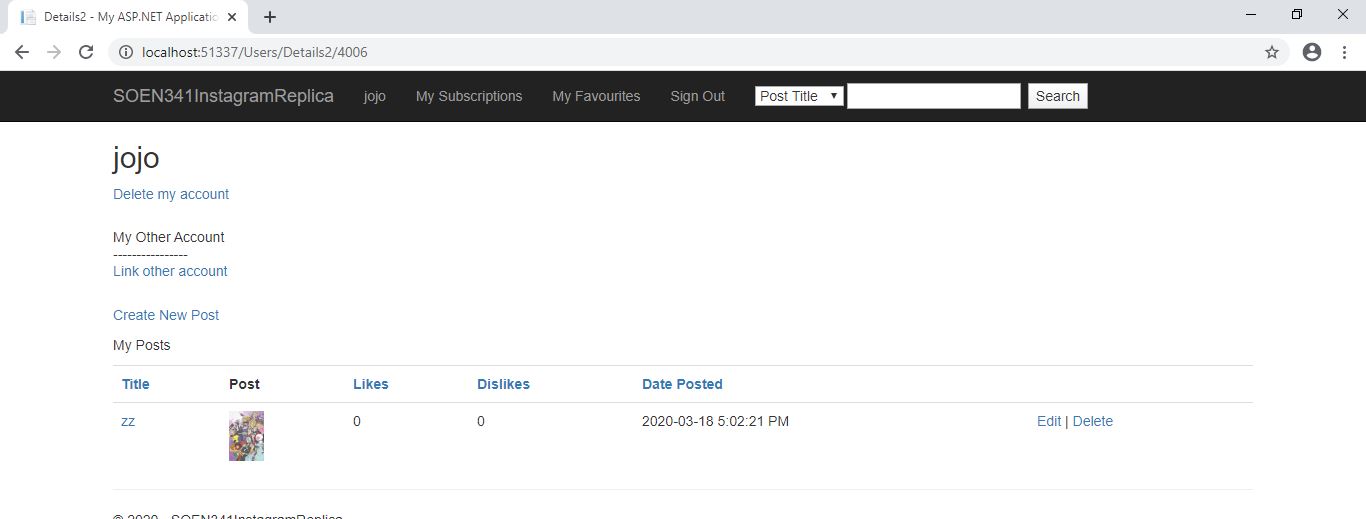 Details2 - My ASP.NET Applicatio
localhost:51337/Users/Details2/4006
SOEN341InstagramReplica jojo My Subscriptions My Favourites Sign Out Post Title Search
jojo
Delete my account
My Other Account
----------------
Link other account
Create New Post
My Posts
Title Post Likes Dislikes Date Posted
zz 0 0 2020-03-18 5:02:21 PM Edit | Delete
© 2020 - SOEN341InstagramReplica